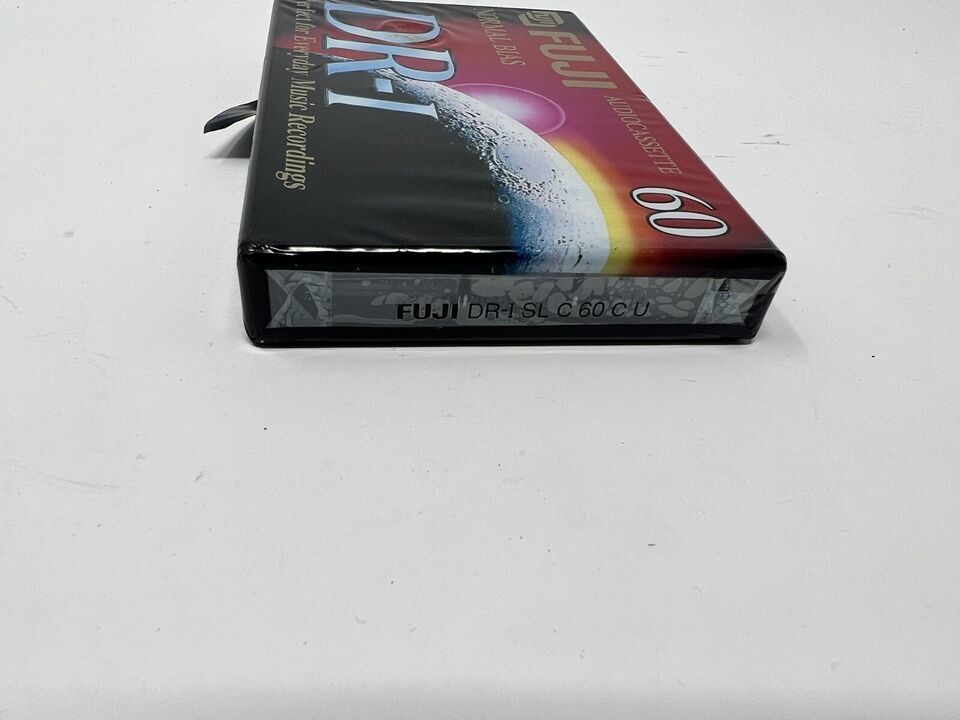 FUJI
AUDIOCASSETTE
NORMAL BIAS
60
DR-I
for Everyday Music Recordings
FUJI DR-I SL C 60 C U